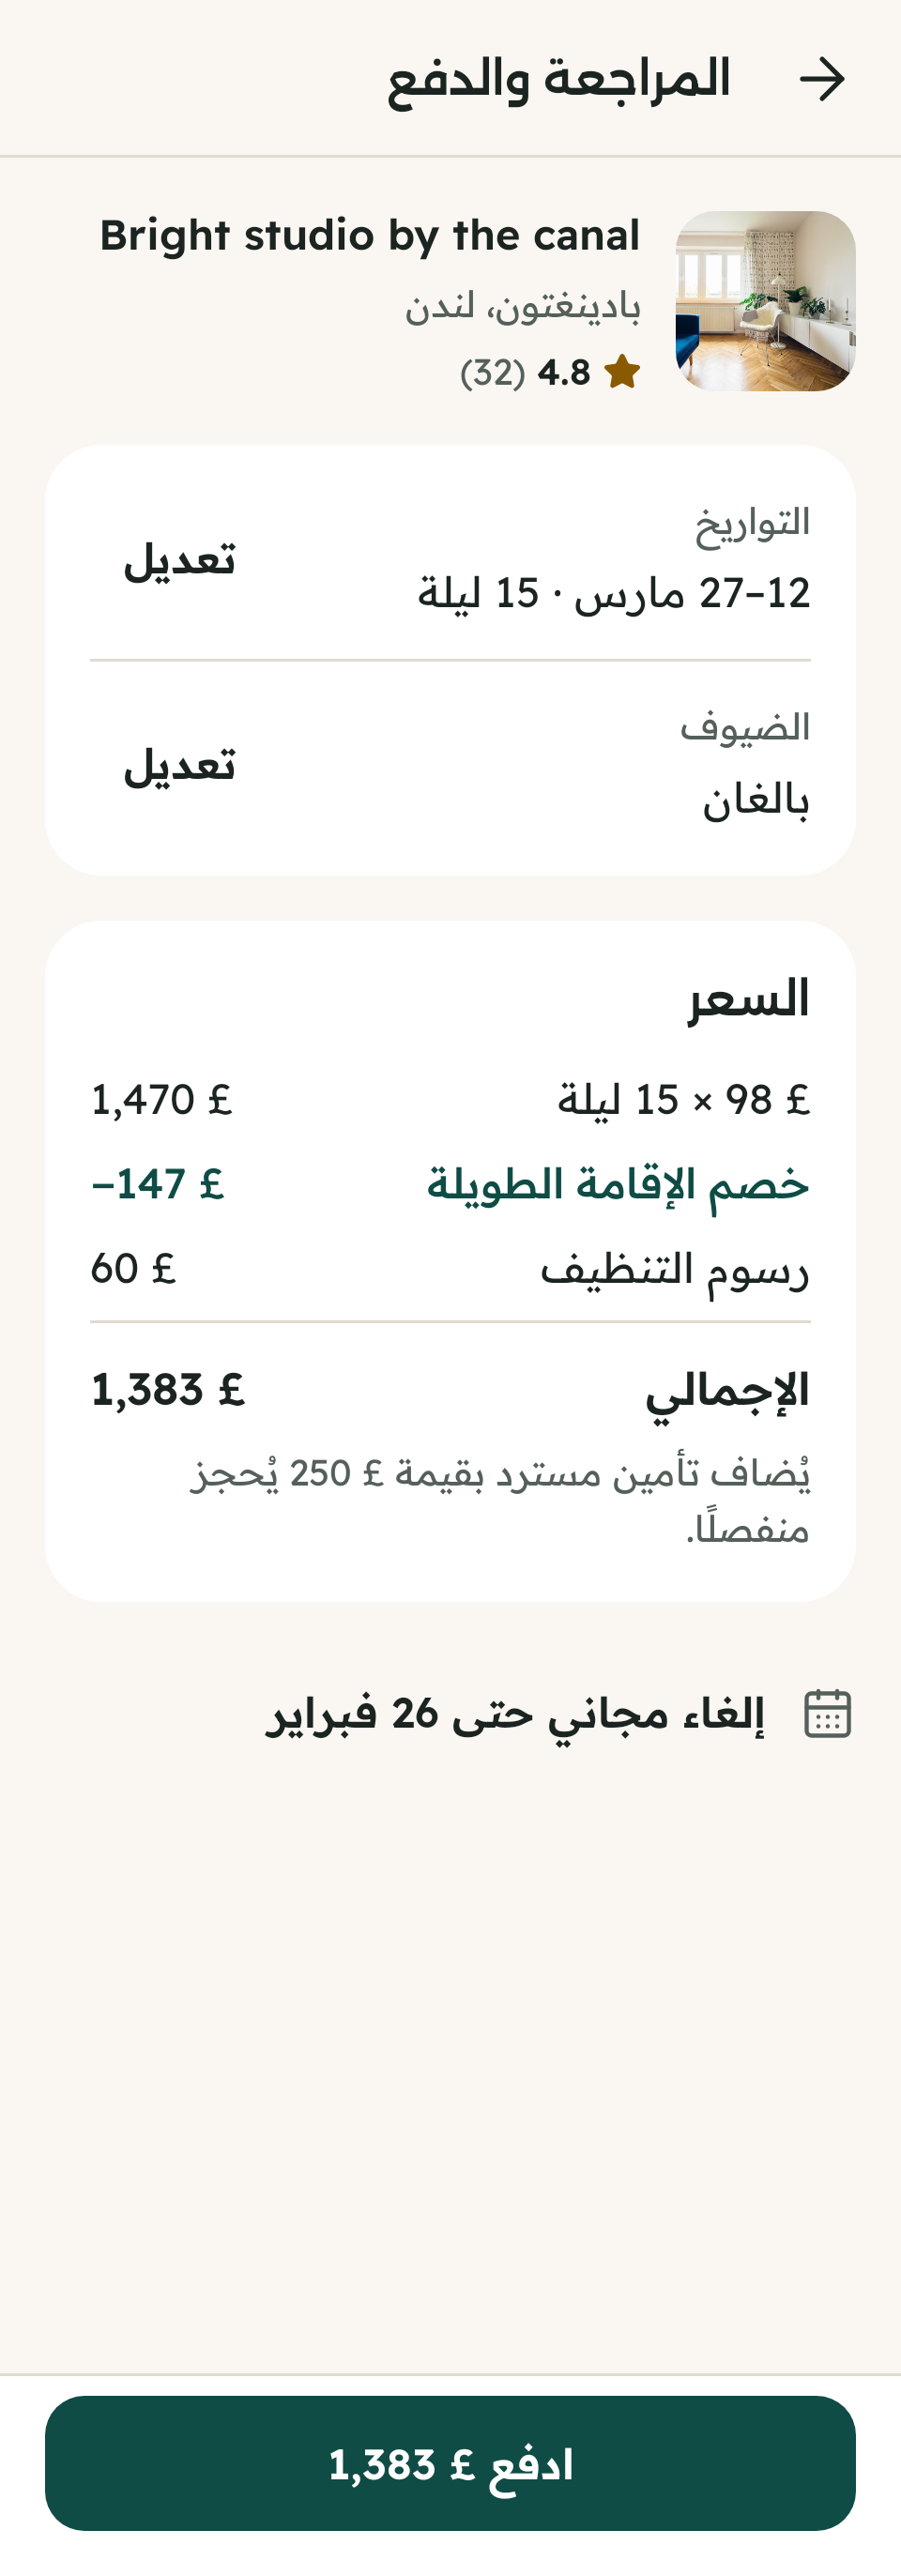 المراجعة والدفع
Bright studio by the canal
بادينغتون، لندن
4.8 (32)
التواريخ
12–27 مارس · 15 ليلة
تعديل
الضيوف
بالغان
تعديل
السعر
£ 98 × 15 ليلة
£ 1,470
خصم الإقامة الطويلة
£ 147−
رسوم التنظيف
£ 60
الإجمالي
£ 1,383
يُضاف تأمين مسترد بقيمة £ 250 يُحجز
منفصلًا.
إلغاء مجاني حتى 26 فبراير
ادفع £ 1,383